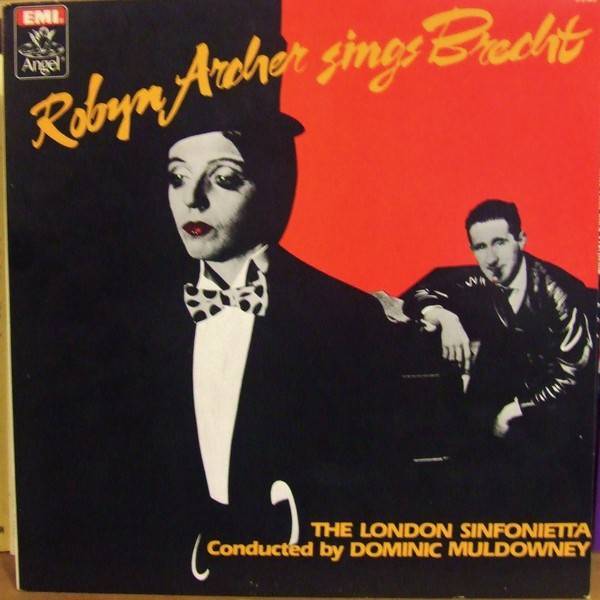 EMI
Angel
Robyn Archer sings Brecht
THE LONDON SINFONIETTA
Conducted by DOMINIC MULDOWNEY